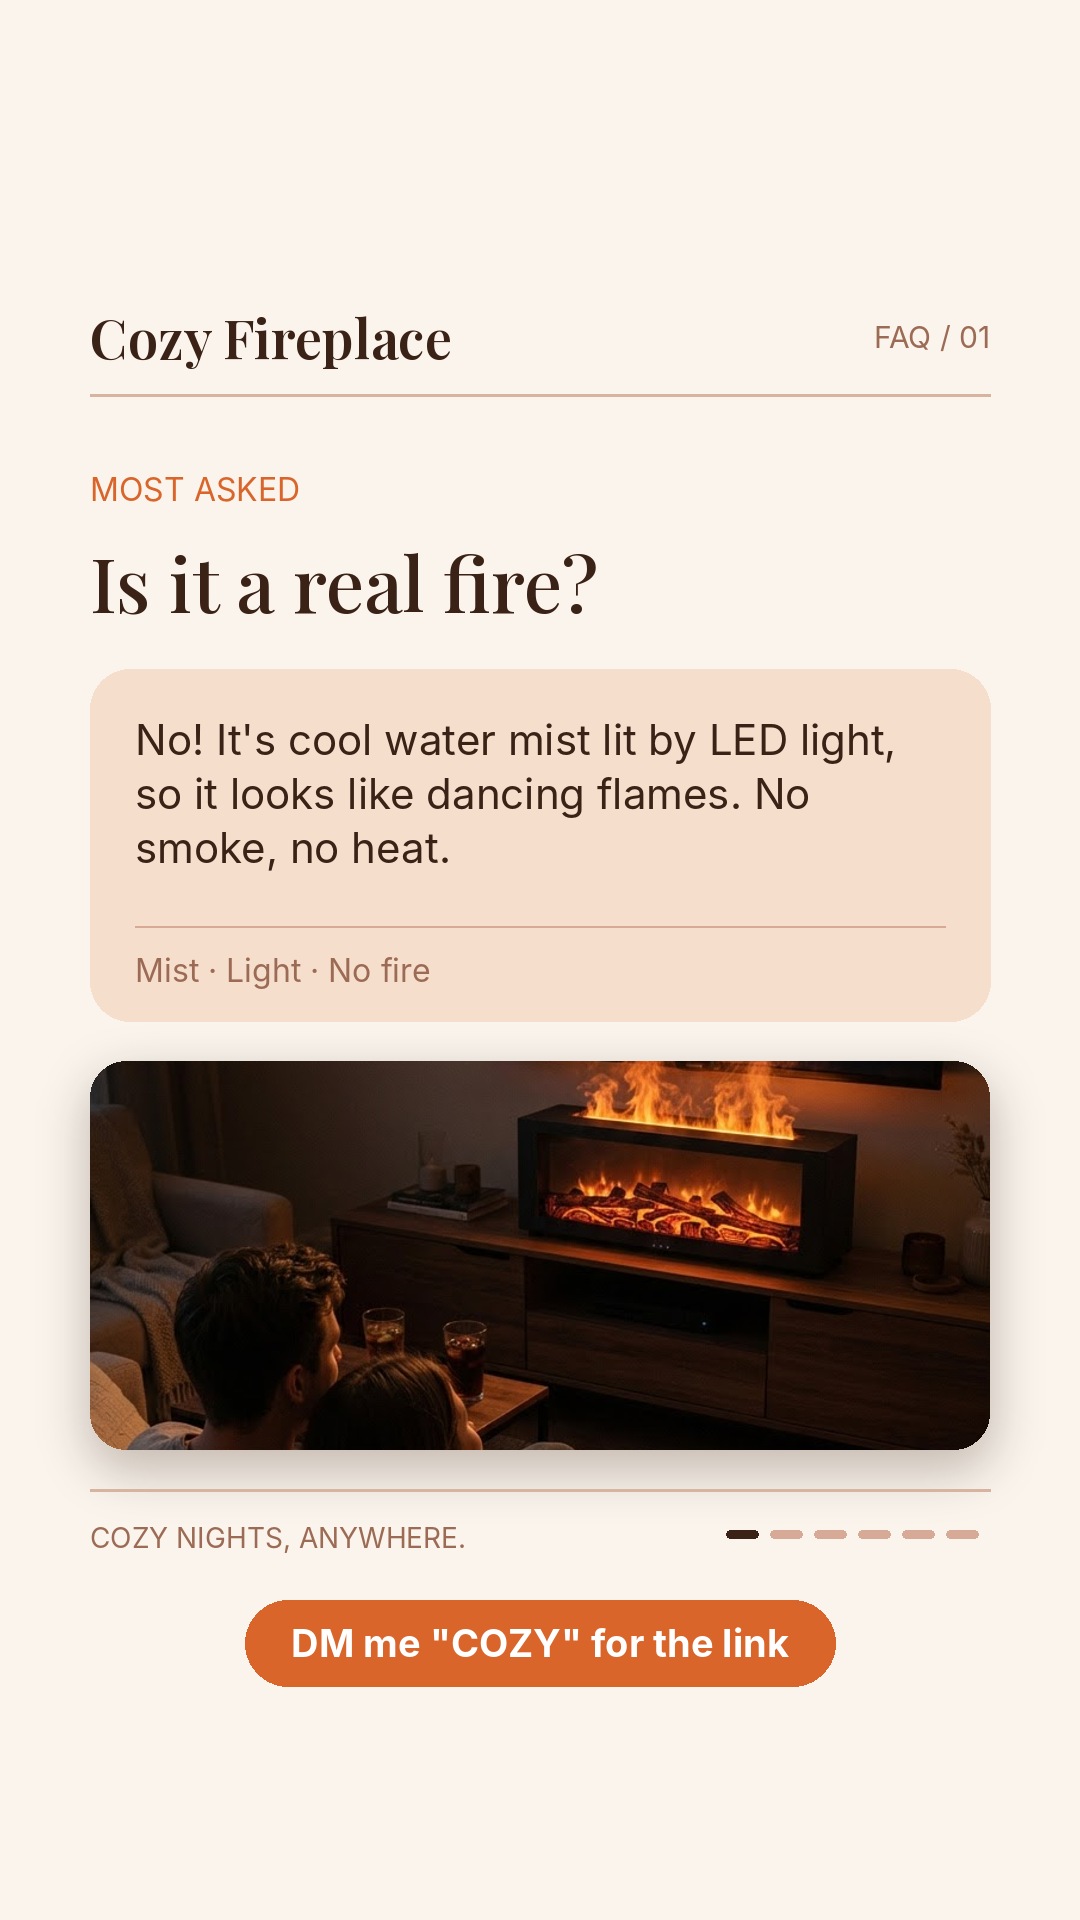 Cozy Fireplace
FAQ / 01
MOST ASKED
Is it a real fire?
No! It's cool water mist lit by LED light,
so it looks like dancing flames. No
smoke, no heat.
Mist · Light · No fire
COZY NIGHTS, ANYWHERE.
DM me "COZY" for the link